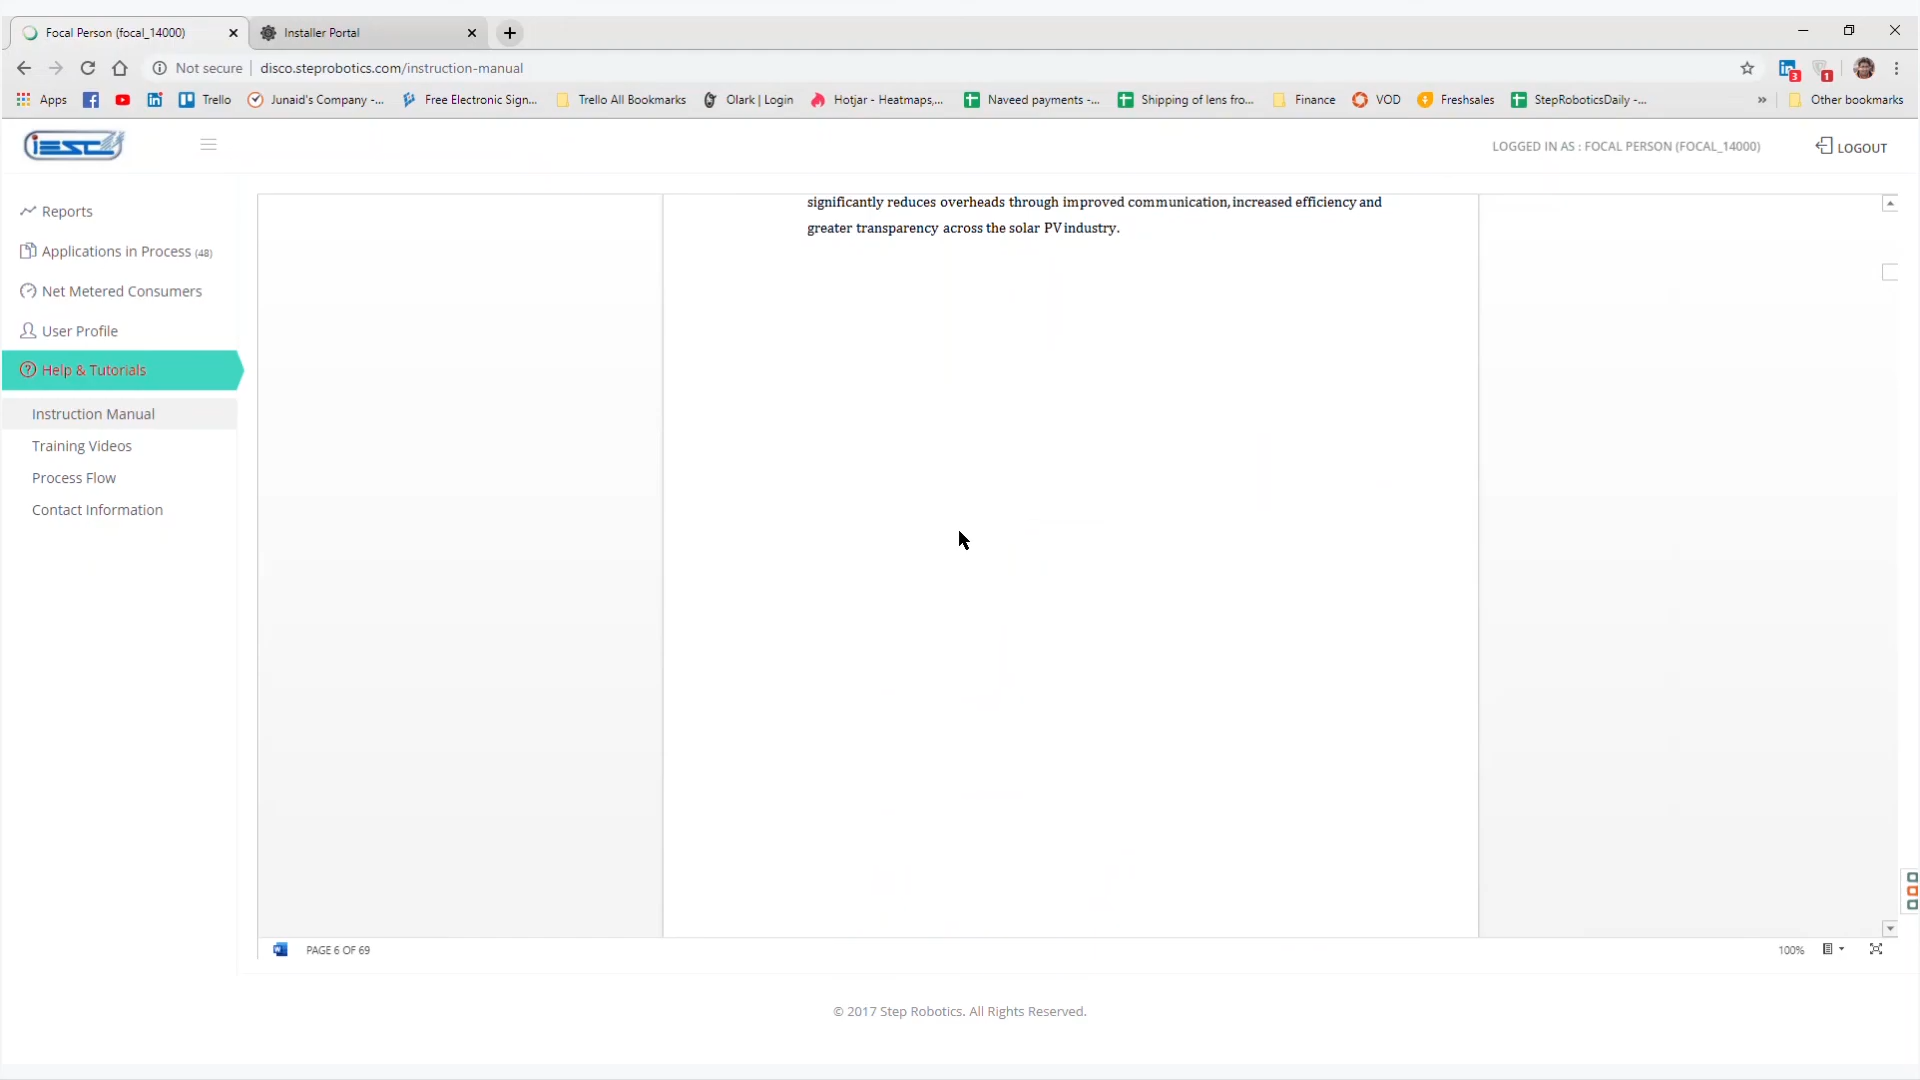 Focal Person (focal_14000)
Installer Portal
Not secure
disco.steprobotics.com/instruction-manual
Apps
Trello
Junaid's Company -...
Free Electronic Sign...
Trello All Bookmarks
Olark | Login
Hotjar - Heatmaps,...
Naveed payments -...
Shipping of lens fro...
Finance
VOD
Freshsales
StepRoboticsDaily -...
»
Other bookmarks
3
1
iESC
LOGGED IN AS : FOCAL PERSON (FOCAL_14000)
LOGOUT
Reports
Applications in Process (48)
Net Metered Consumers
User Profile
Help & Tutorials
Instruction Manual
Training Videos
Process Flow
Contact Information
significantly reduces overheads through improved communication, increased efficiency and
greater transparency across the solar PV industry.
PAGE 6 OF 69
100%
© 2017 Step Robotics. All Rights Reserved.